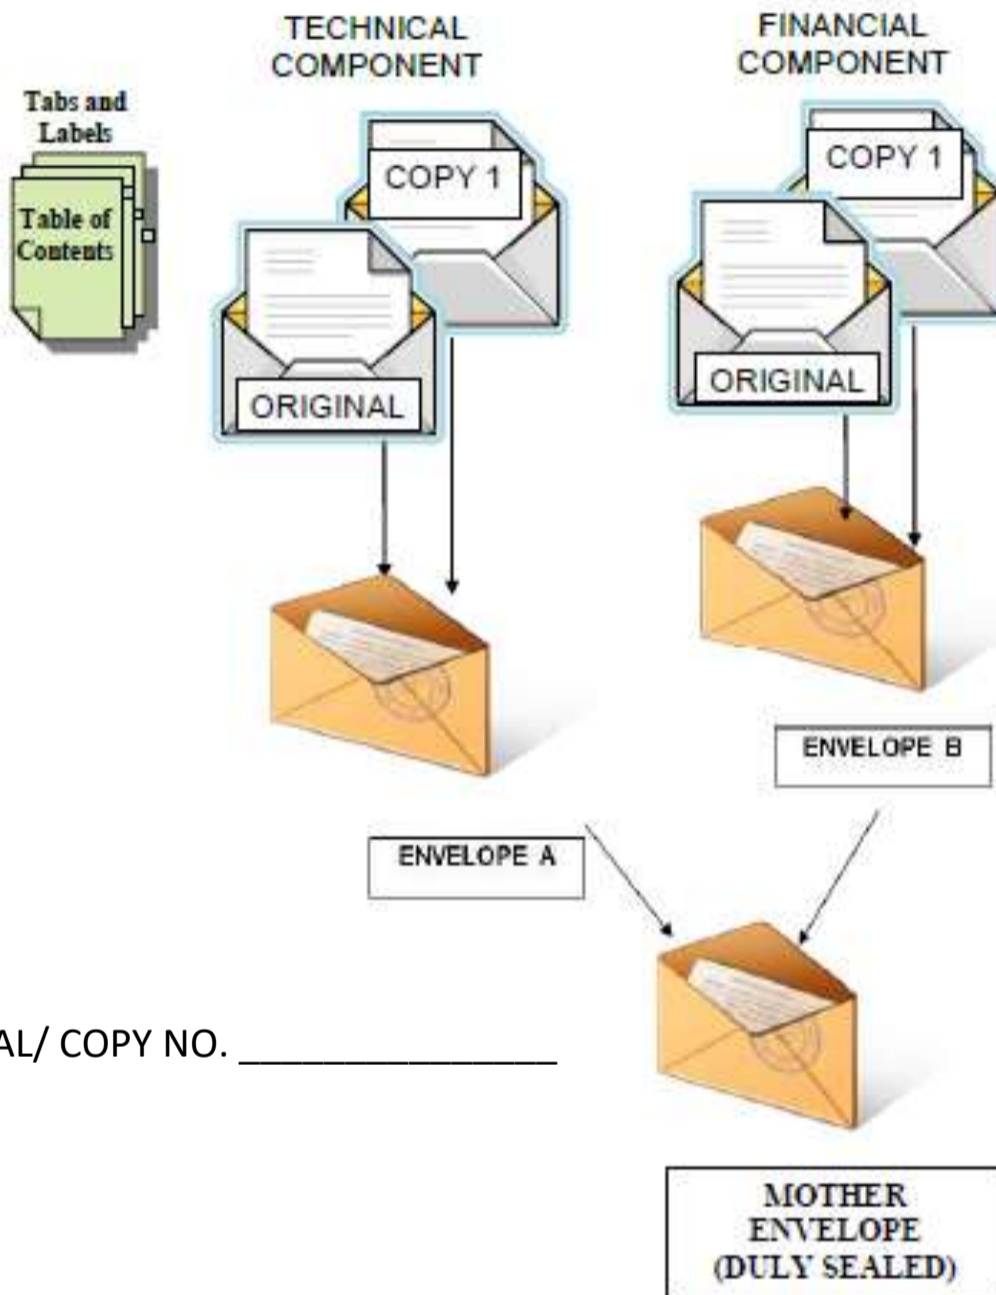 TECHNICAL
COMPONENT
FINANCIAL
COMPONENT
Tabs and
Labels
Table of
Contents
COPY 1
ORIGINAL
COPY 1
ORIGINAL
ENVELOPE B
ENVELOPE A
AL/ COPY NO. _______________
MOTHER
ENVELOPE
(DULY SEALED)